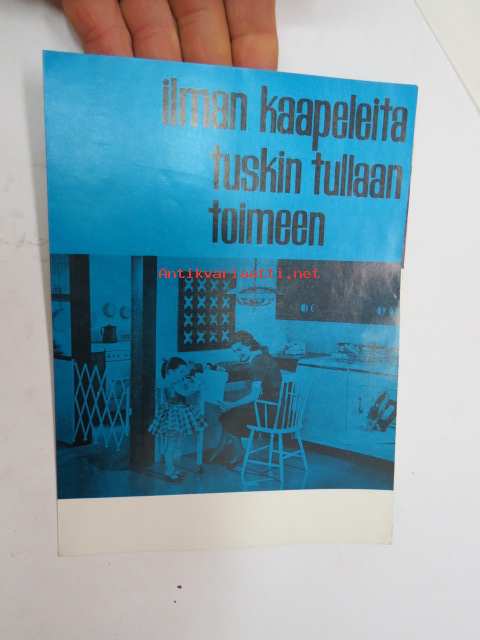 ilman kaapeleita
tuskin tullaan
toimeen
Antikvariaatti.net